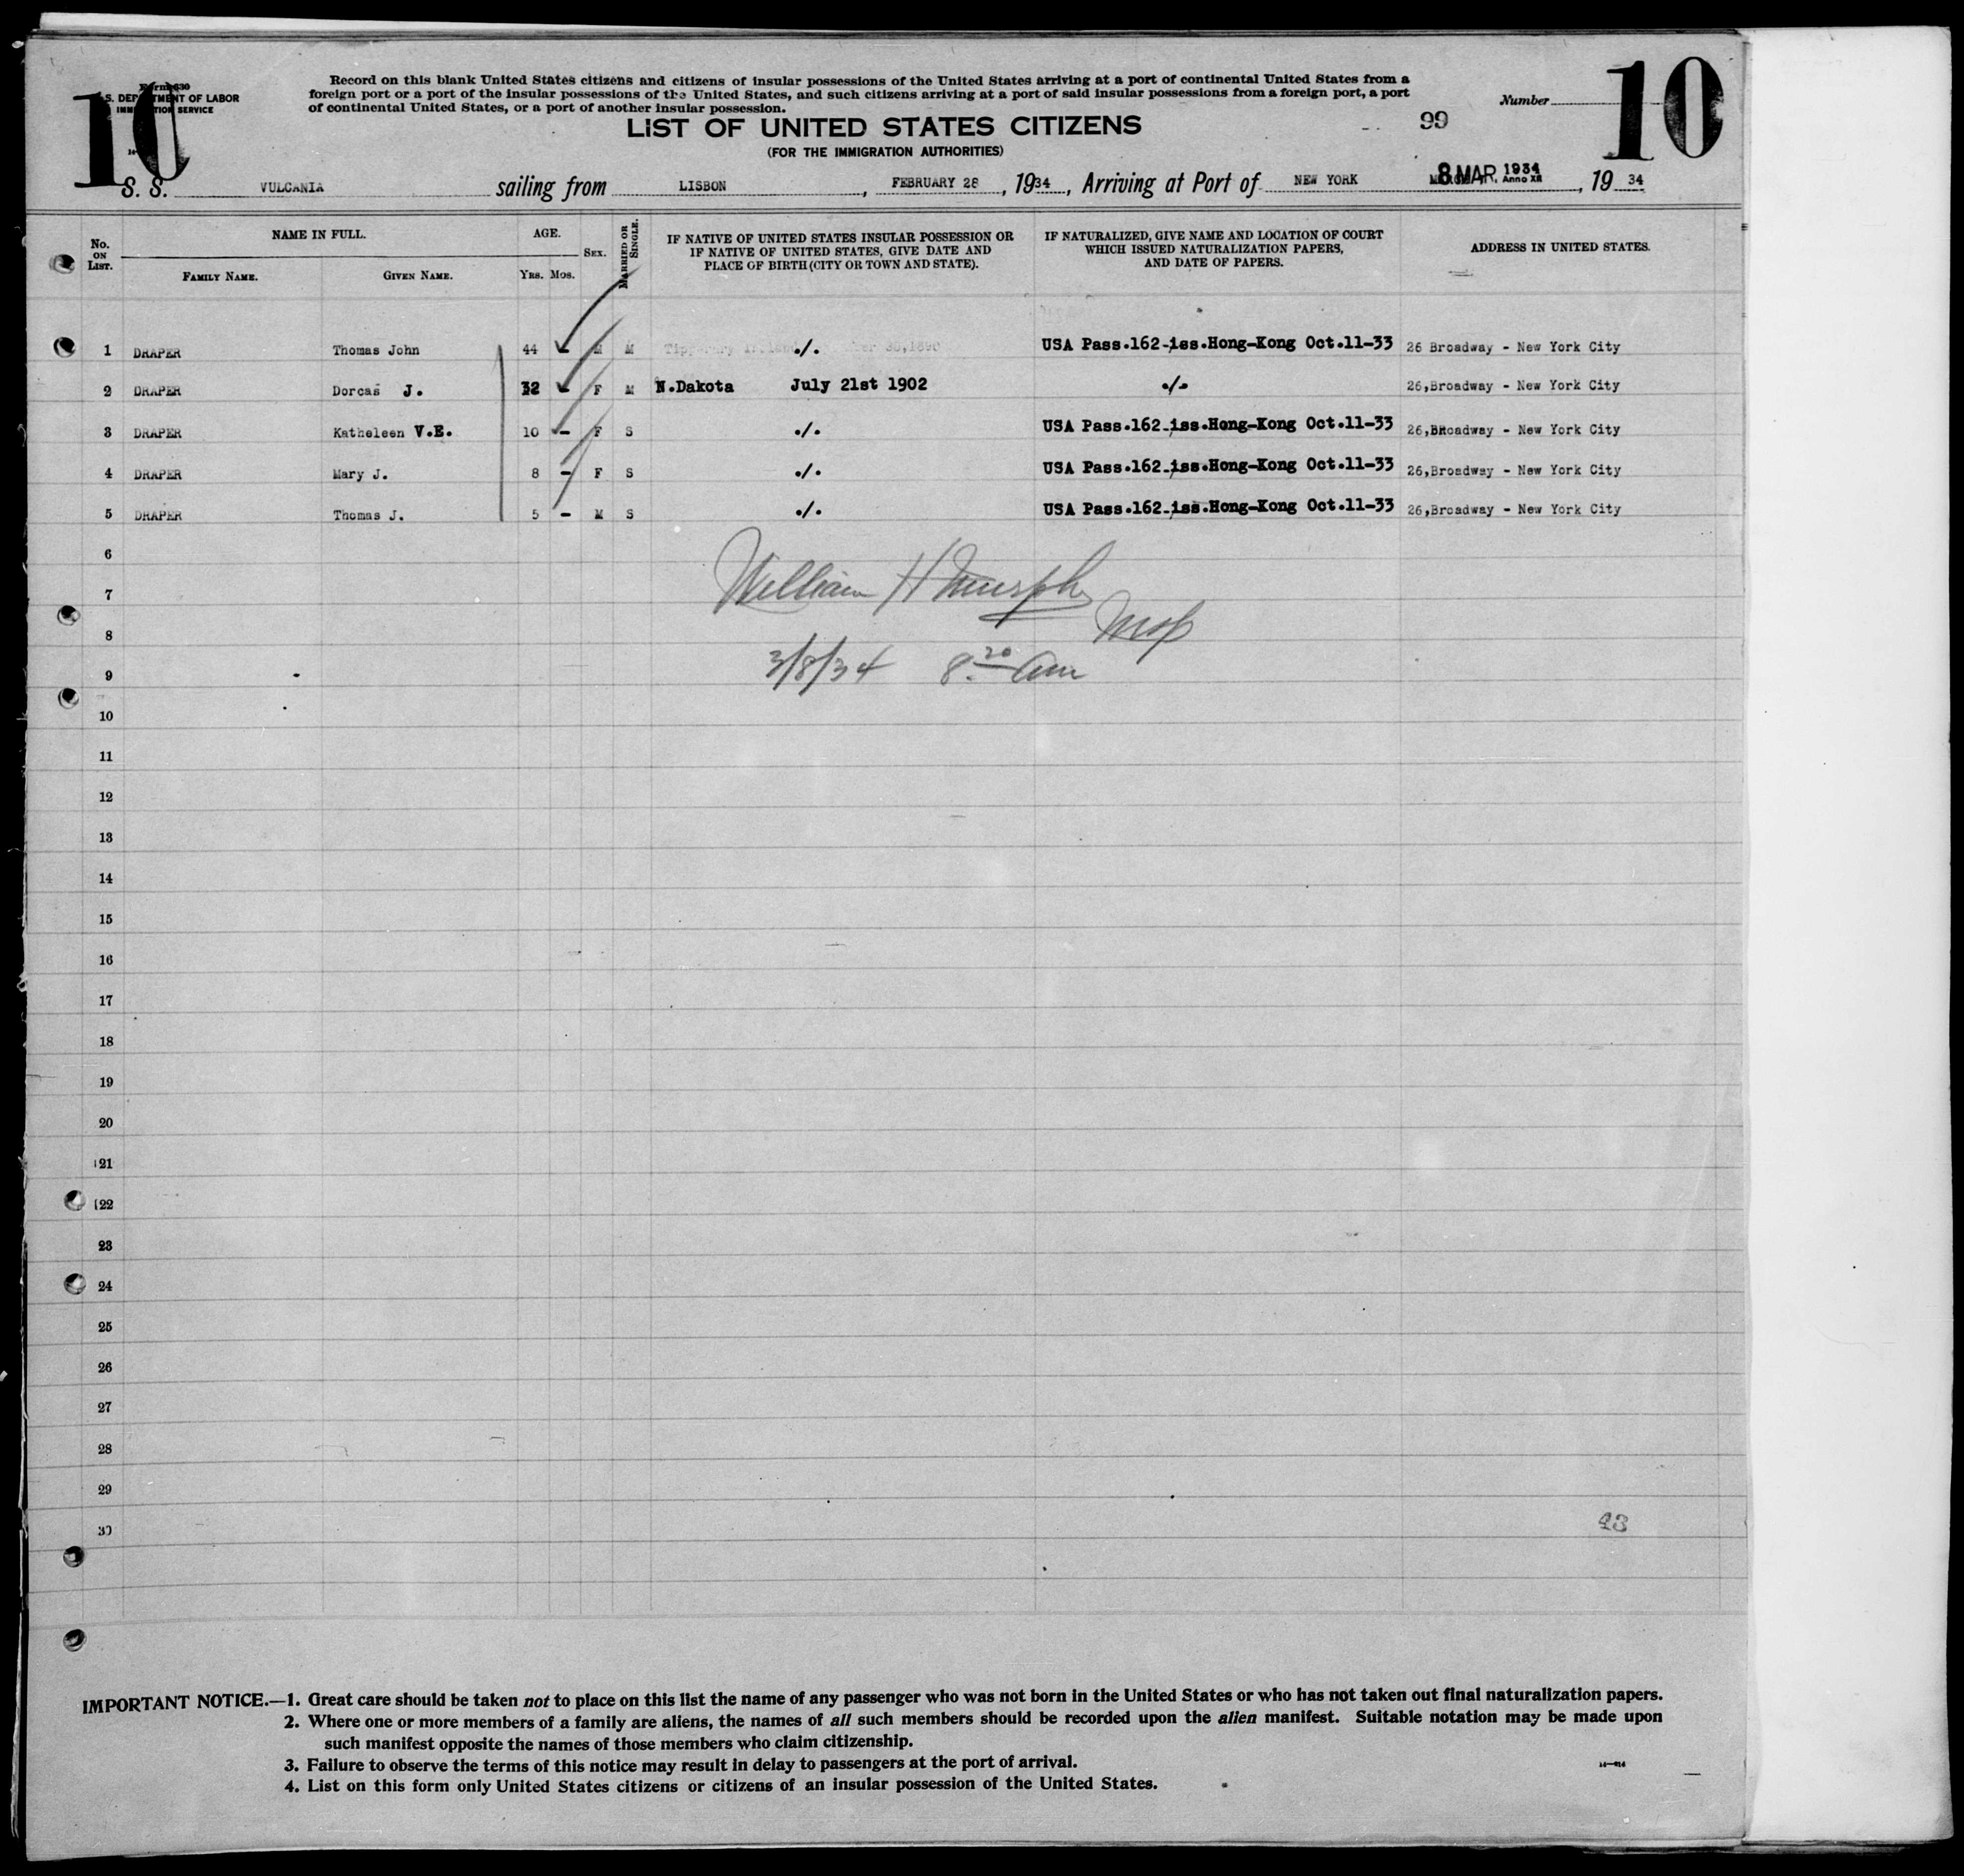 10
Form 630
U.S. DEPARTMENT OF LABOR
IMMIGRATION SERVICE
Record on this blank United States citizens and citizens of insular possessions of the United States arriving at a port of continental United States from a
foreign port or a port of the insular possessions of the United States, and such citizens arriving at a port of said insular possessions from a foreign port, a port
of continental United States, or a port of another insular possession.
Number
10
LIST OF UNITED STATES CITIZENS
99
(FOR THE IMMIGRATION AUTHORITIES)
S. S. VULCANIA sailing from LISBON, FEBRUARY 28, 1934, Arriving at Port of NEW YORK 8 MAR. 1934 Anno XII, 19 34
No. ON LIST. NAME IN FULL. AGE. SEX. MARRIED OR SINGLE. IF NATIVE OF UNITED STATES INSULAR POSSESSION OR IF NATIVE OF UNITED STATES, GIVE DATE AND PLACE OF BIRTH (CITY OR TOWN AND STATE). IF NATURALIZED, GIVE NAME AND LOCATION OF COURT WHICH ISSUED NATURALIZATION PAPERS, AND DATE OF PAPERS. ADDRESS IN UNITED STATES.
FAMILY NAME. GIVEN NAME. YRS. MOS.
1 DRAPER Thomas John 44 M M ./. USA Pass.162-iss.Hong-Kong Oct.11-33 26 Broadway - New York City
2 DRAPER Dorcas J. 32 F M N.Dakota July 21st 1902 ./. 26,Broadway - New York City
3 DRAPER Katheleen V.E. 10 - F S ./. USA Pass.162-iss.Hong-Kong Oct.11-33 26,Broadway - New York City
4 DRAPER Mary J. 8 - F S ./. USA Pass.162-iss.Hong-Kong Oct.11-33 26,Broadway - New York City
5 DRAPER Thomas J. 5 - M S ./. USA Pass.162-iss.Hong-Kong Oct.11-33 26,Broadway - New York City
6
William H Murphy
7
8
3/8/34 8.20 Am
9
10
11
12
13
14
15
16
17
18
19
20
21
22
23
24
25
26
27
28
29
30
43
IMPORTANT NOTICE.—1. Great care should be taken not to place on this list the name of any passenger who was not born in the United States or who has not taken out final naturalization papers.
2. Where one or more members of a family are aliens, the names of all such members should be recorded upon the alien manifest. Suitable notation may be made upon
such manifest opposite the names of those members who claim citizenship.
3. Failure to observe the terms of this notice may result in delay to passengers at the port of arrival.
4. List on this form only United States citizens or citizens of an insular possession of the United States.